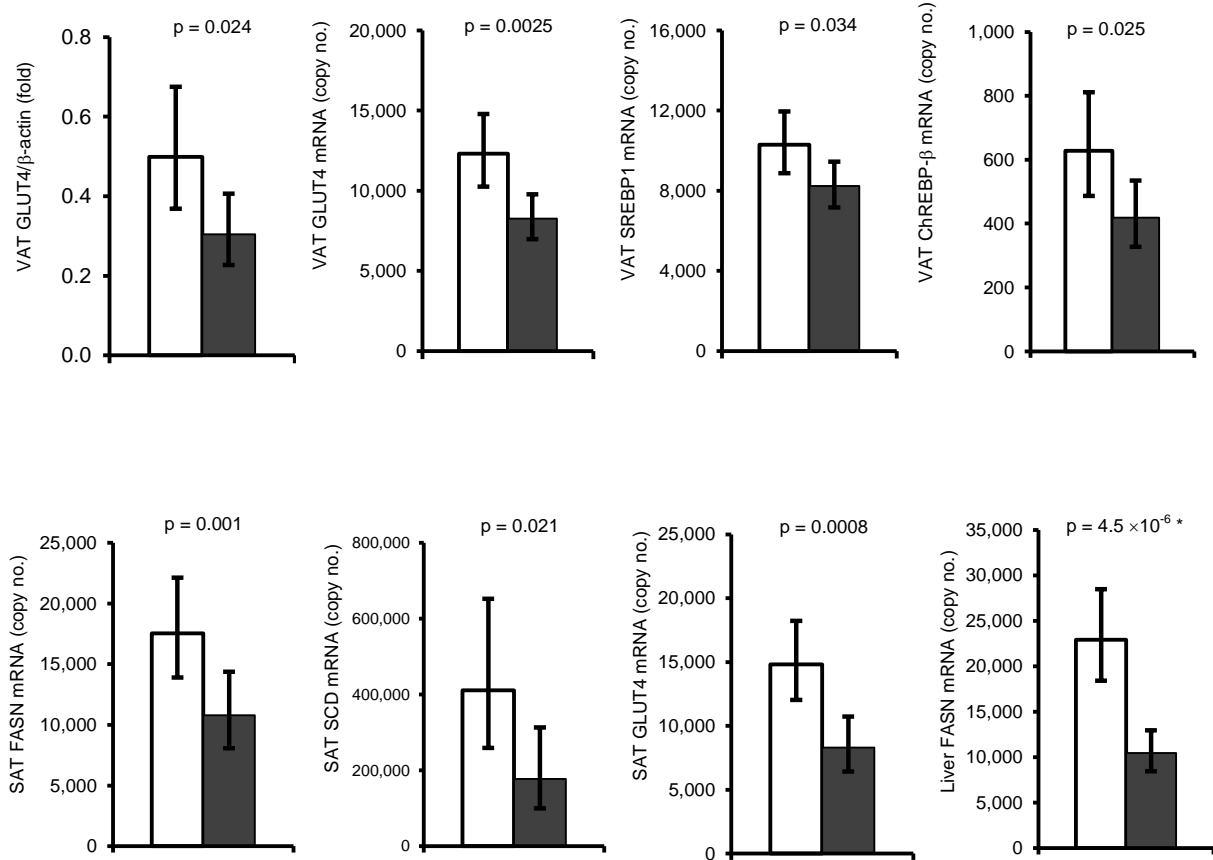 p = 0.024
VAT GLUT4/β-actin (fold)
0.8
0.6
0.4
0.2
0.0
p = 0.0025
VAT GLUT4 mRNA (copy no.)
20,000
15,000
10,000
5,000
0
p = 0.034
VAT SREBP1 mRNA (copy no.)
16,000
12,000
8,000
4,000
0
p = 0.025
VAT ChREBP-β mRNA (copy no.)
1,000
800
600
400
200
0
p = 0.001
SAT FASN mRNA (copy no.)
25,000
20,000
15,000
10,000
5,000
0
p = 0.021
SAT SCD mRNA (copy no.)
800,000
600,000
400,000
200,000
0
p = 0.0008
SAT GLUT4 mRNA (copy no.)
25,000
20,000
15,000
10,000
5,000
0
p = 4.5 ×10⁻⁶ *
Liver FASN mRNA (copy no.)
35,000
30,000
25,000
20,000
15,000
10,000
5,000
0